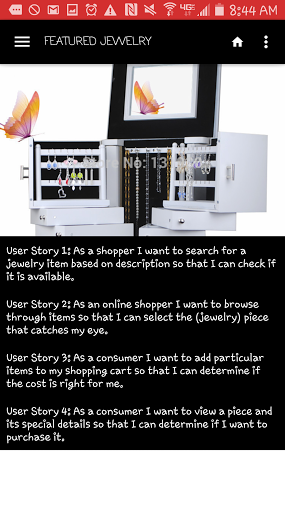 4G 8:44 AM
FEATURED JEWELRY
No: 13
User Story 1: As a shopper I want to search for a
jewelry item based on description so that I can check if
it is available.
User Story 2: As an online shopper I want to browse
through items so that I can select the (jewelry) piece
that catches my eye.
User Story 3: As a consumer I want to add particular
items to my shopping cart so that I can determine if
the cost is right for me.
User Story 4: As a consumer I want to view a piece and
its special details so that I can determine if I want to
purchase it.